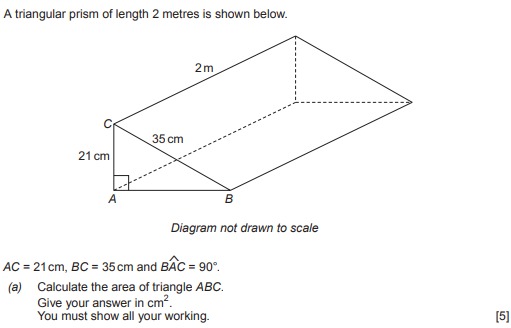 A triangular prism of length 2 metres is shown below.
2 m
C
35 cm
21 cm
A
B
Diagram not drawn to scale
AC = 21 cm, BC = 35 cm and BÂC = 90°.
(a) Calculate the area of triangle ABC.
Give your answer in cm².
You must show all your working. [5]